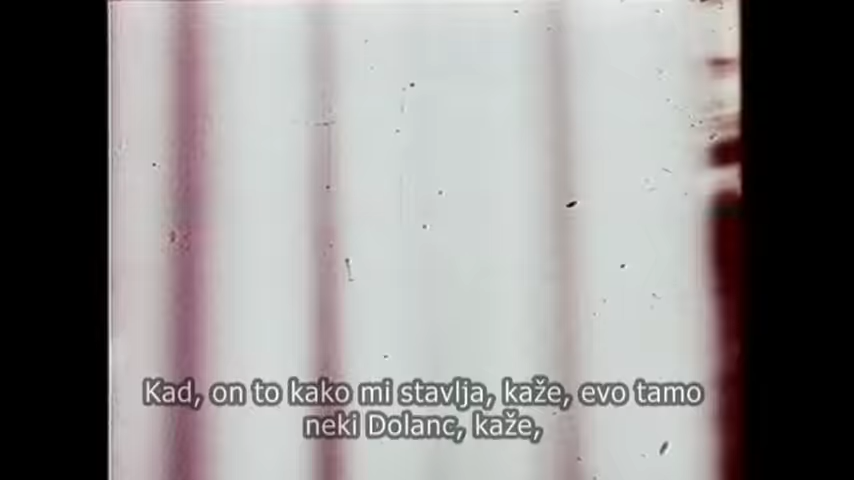 Kad, on to kako mi stavlja, kaže, evo tamo
neki Dolanc, kaže,